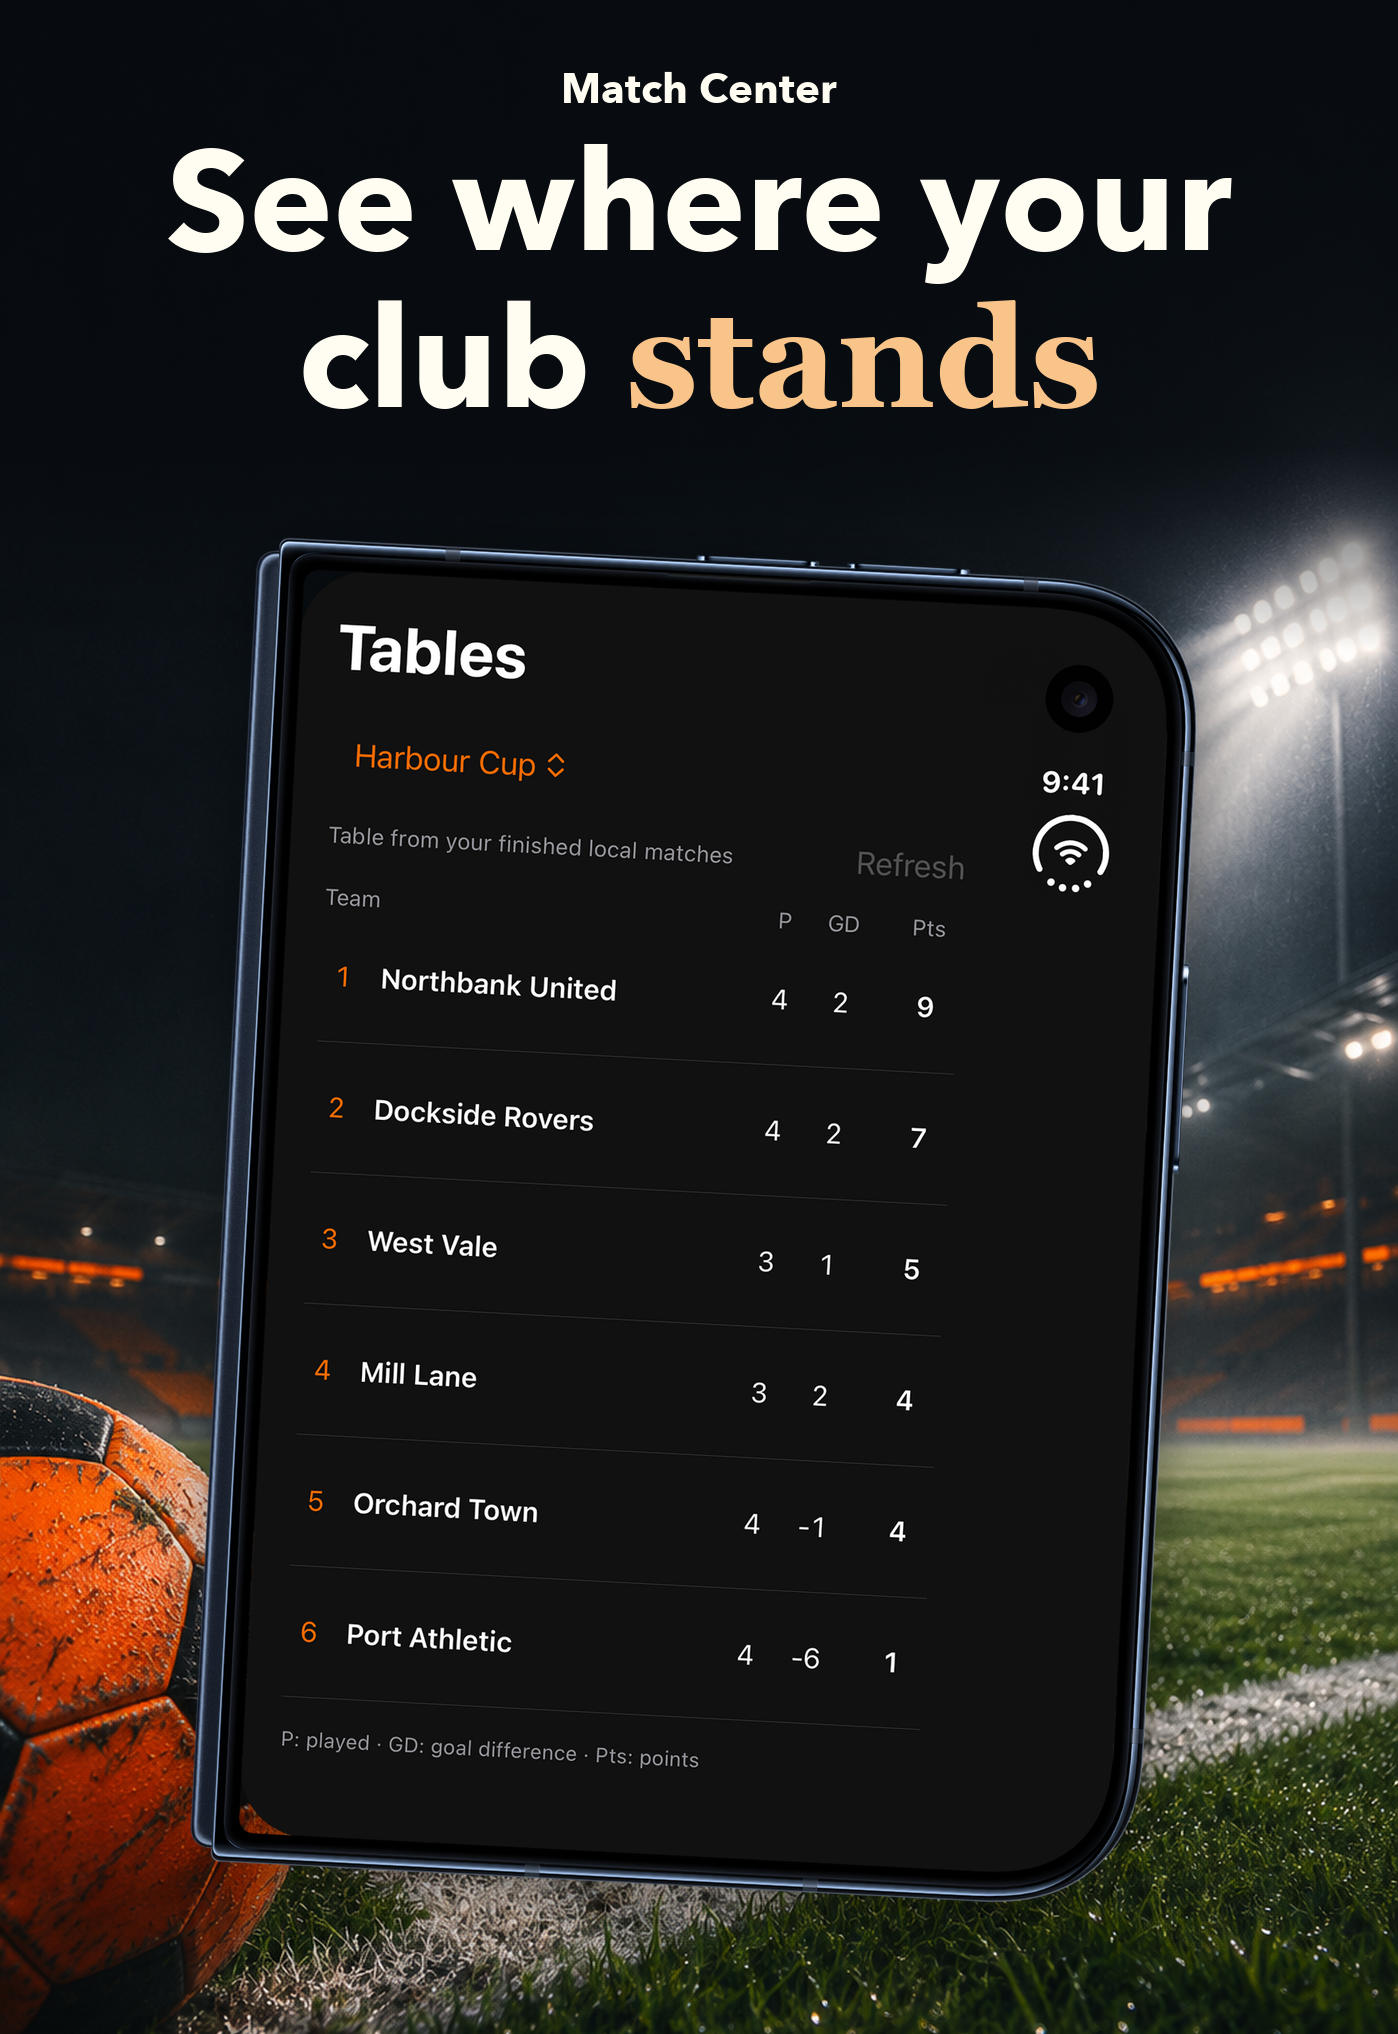 Match Center
See where your
club stands
Tables
Harbour Cup
9:41
Table from your finished local matches
Refresh
Team P GD Pts
1 Northbank United 4 2 9
2 Dockside Rovers 4 2 7
3 West Vale 3 1 5
4 Mill Lane 3 2 4
5 Orchard Town 4 -1 4
6 Port Athletic 4 -6 1
P: played · GD: goal difference · Pts: points